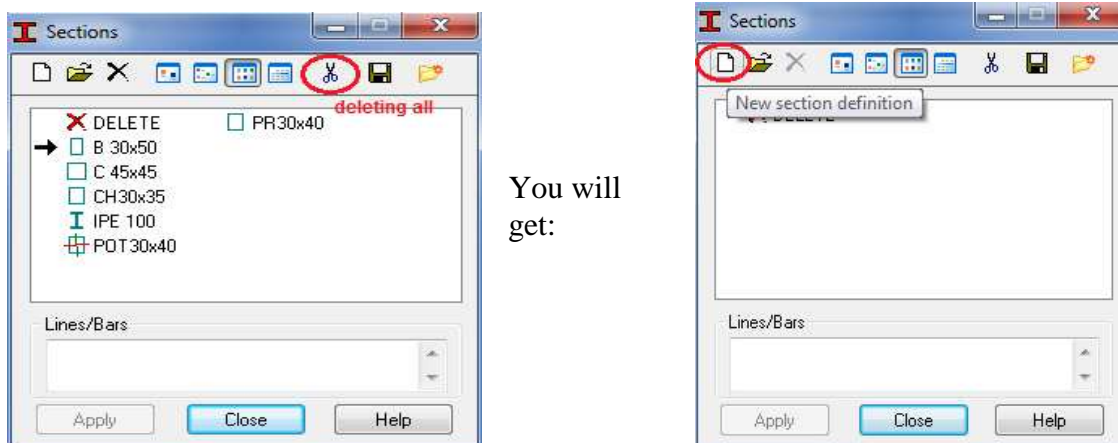 Sections
deleting all
DELETE
PR30x40
B 30x50
C 45x45
CH30x35
IPE 100
POT30x40
Lines/Bars
Apply
Close
Help
You will
get:
Sections
New section definition
Lines/Bars
Apply
Close
Help